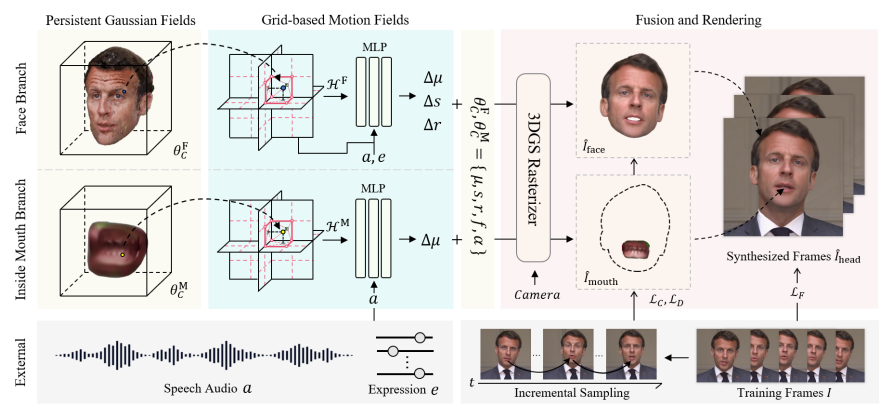 Persistent Gaussian Fields
Grid-based Motion Fields
Fusion and Rendering
Face Branch
θ_C^F
ℋ^F
MLP
a, e
Δμ
Δs
Δr
+
θ_C^F, θ_C^M = {μ, s, r, f, α}
3DGS Rasterizer
Camera
Î_face
Inside Mouth Branch
θ_C^M
ℋ^M
MLP
a
Δμ
+
Î_mouth
Synthesized Frames Î_head
ℒ_C, ℒ_D
ℒ_F
External
Speech Audio a
Expression e
... ...
t
Incremental Sampling
Training Frames I